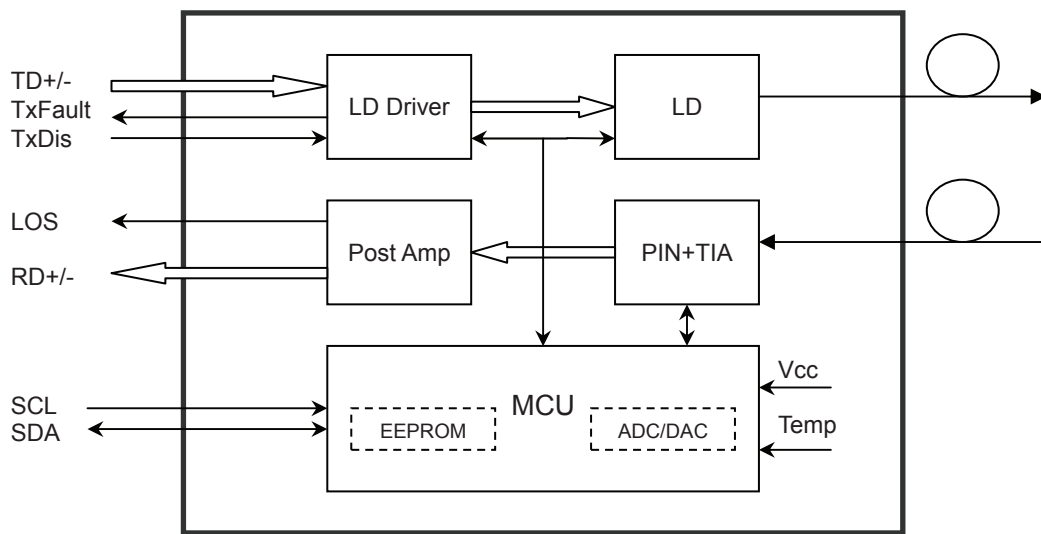 TD+/-
TxFault
TxDis
LD Driver
LD
LOS
RD+/-
Post Amp
PIN+TIA
SCL
SDA
MCU
EEPROM
ADC/DAC
Vcc
Temp